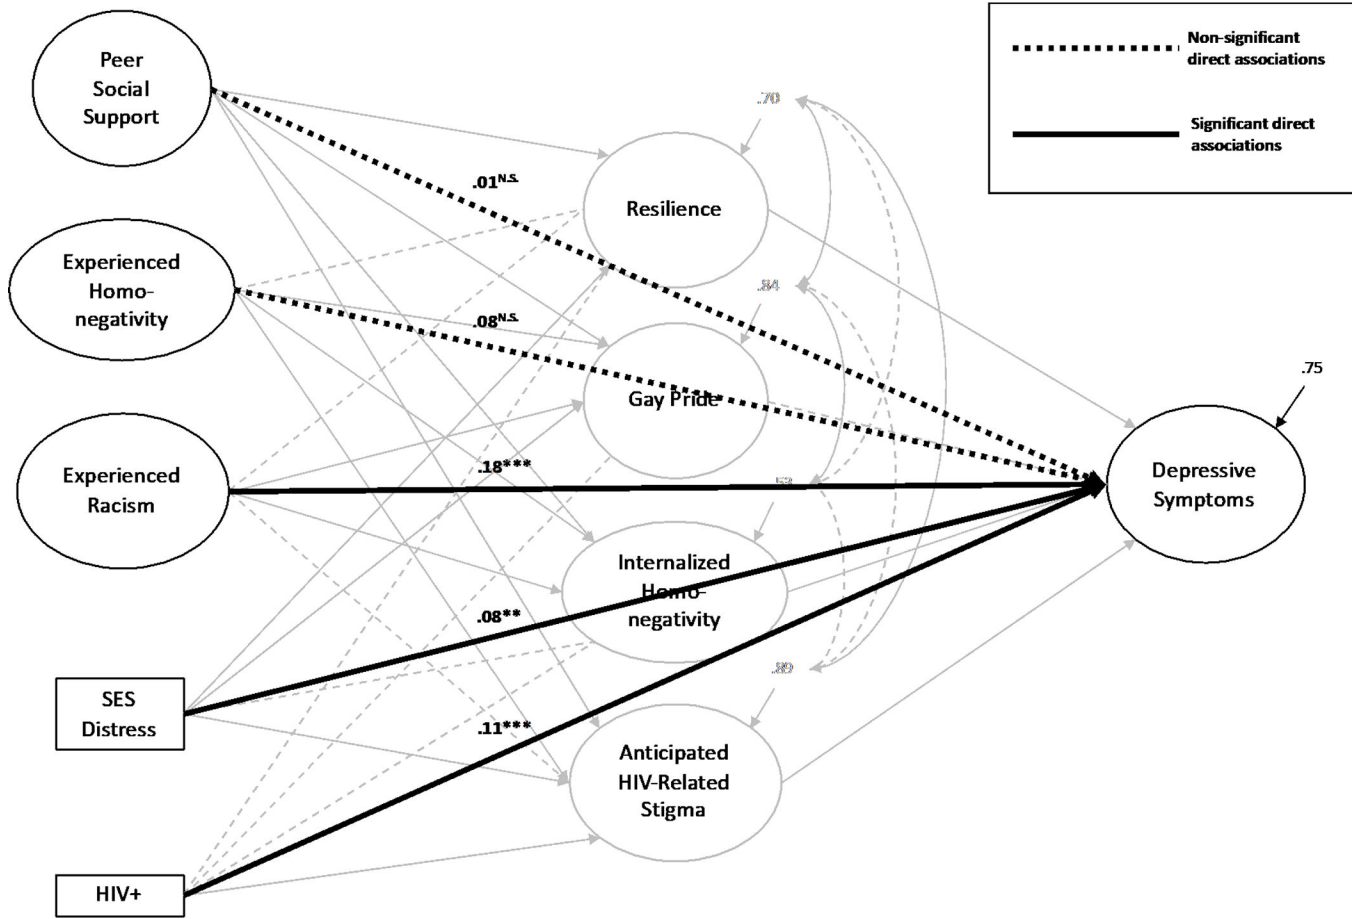 Peer
Social
Support
Non-significant
direct associations
.70
Significant direct
associations
.01N.S.
Resilience
Experienced
Homo-
negativity
.84
.08N.S.
.75
Gay Pride
Experienced
Racism
.18***
Depressive
Symptoms
Internalized
Homo-
negativity
.08**
.89
SES
Distress
.11***
Anticipated
HIV-Related
Stigma
HIV+